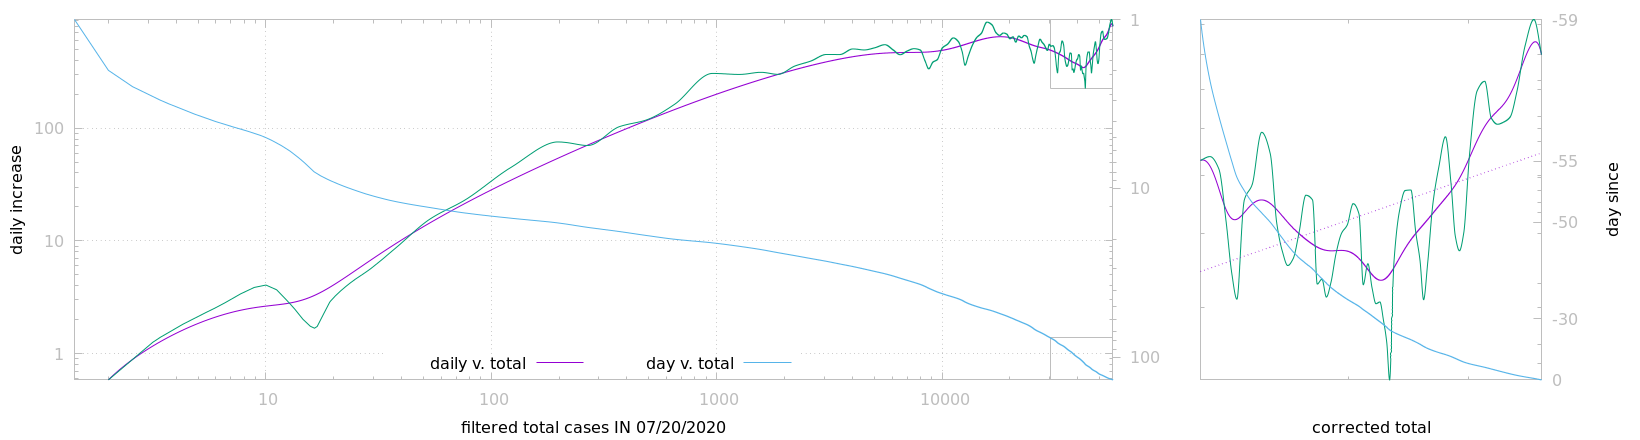 daily increase
100
10
1
10
100
1000
10000
filtered total cases IN 07/20/2020
daily v. total
day v. total
1
10
100
-59
-55
-50
-30
0
day since
corrected total